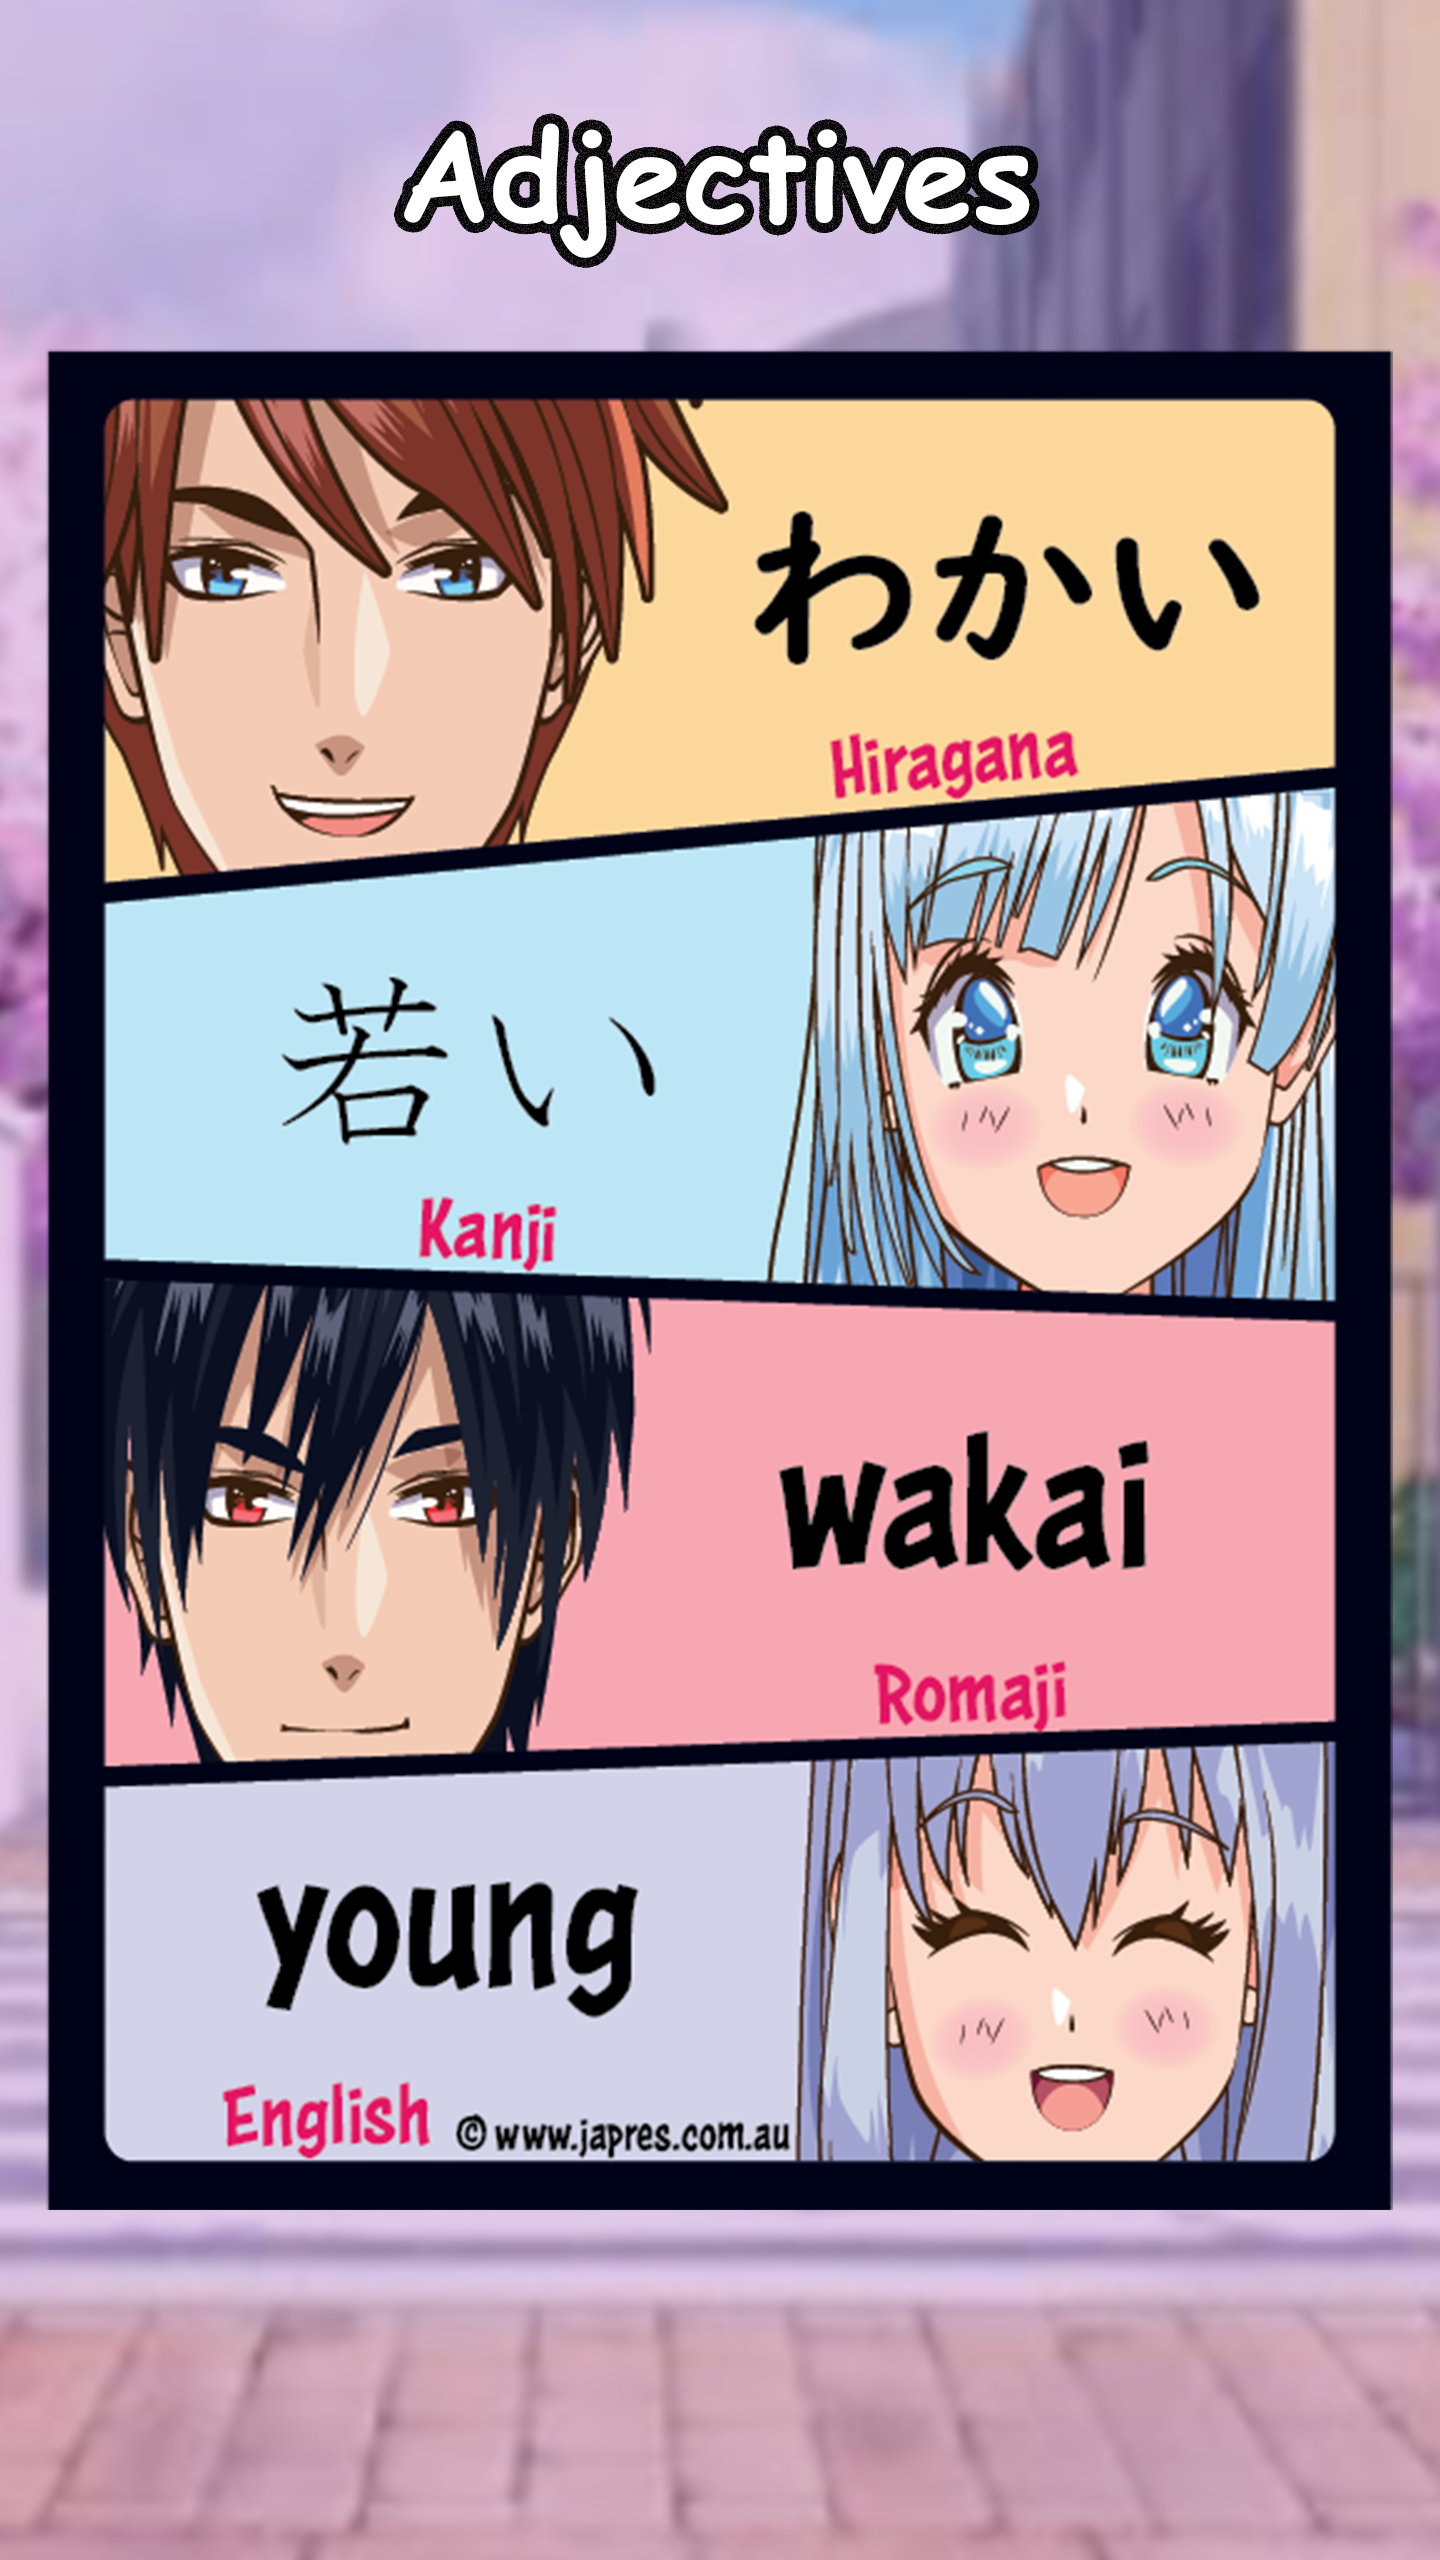 Adjectives
わかい
Hiragana
若い
Kanji
wakai
Romaji
young
English
© www.japres.com.au